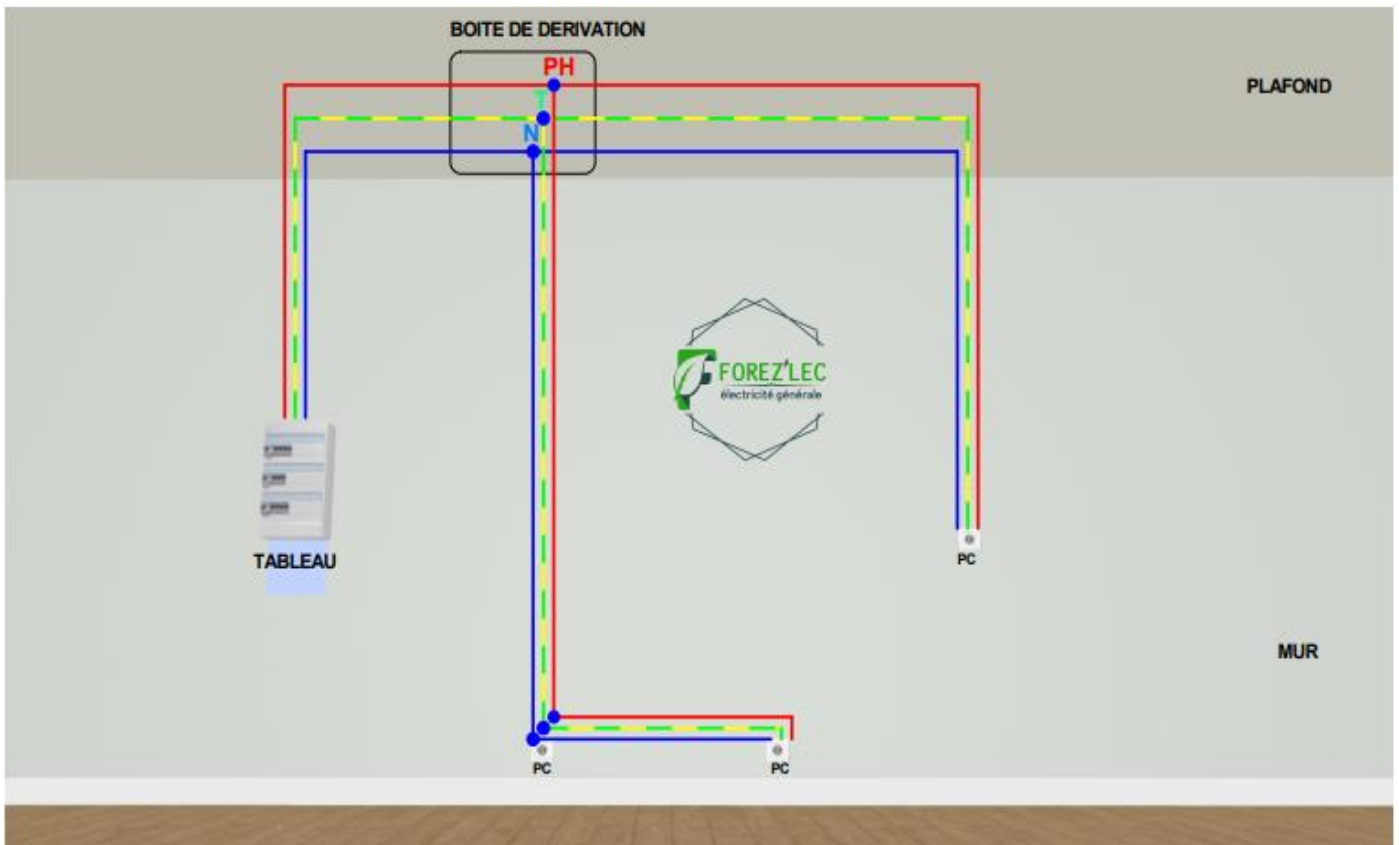 BOITE DE DERIVATION
PH
PLAFOND
T
N
FOREZ'LEC
électricité générale
TABLEAU
PC
MUR
PC
PC